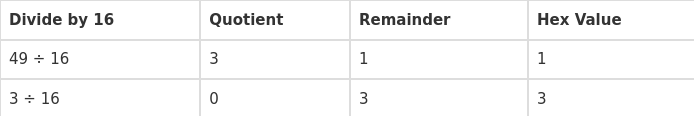 Divide by 16 Quotient Remainder Hex Value
49 ÷ 16 3 1 1
3 ÷ 16 0 3 3